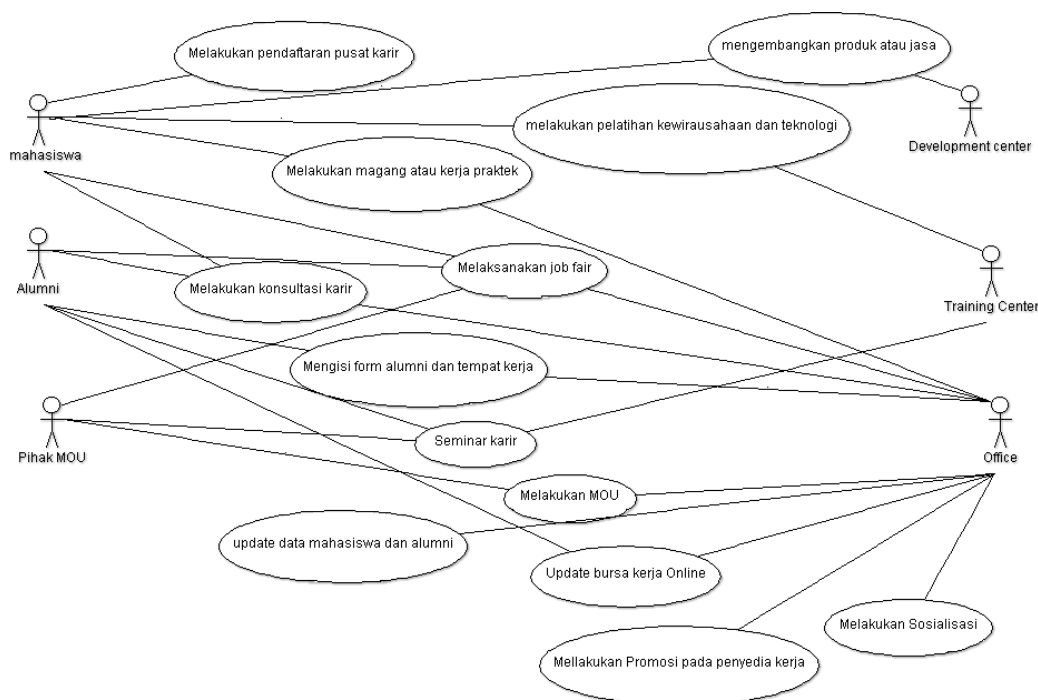 Melakukan pendaftaran pusat karir
mengembangkan produk atau jasa
mahasiswa
melakukan pelatihan kewirausahaan dan teknologi
Development center
Melakukan magang atau kerja praktek
Alumni
Melakukan konsultasi karir
Melaksanakan job fair
Training Center
Mengisi form alumni dan tempat kerja
Pihak MOU
Seminar karir
Office
Melakukan MOU
update data mahasiswa dan alumni
Update bursa kerja Online
Melakukan Sosialisasi
Mellakukan Promosi pada penyedia kerja